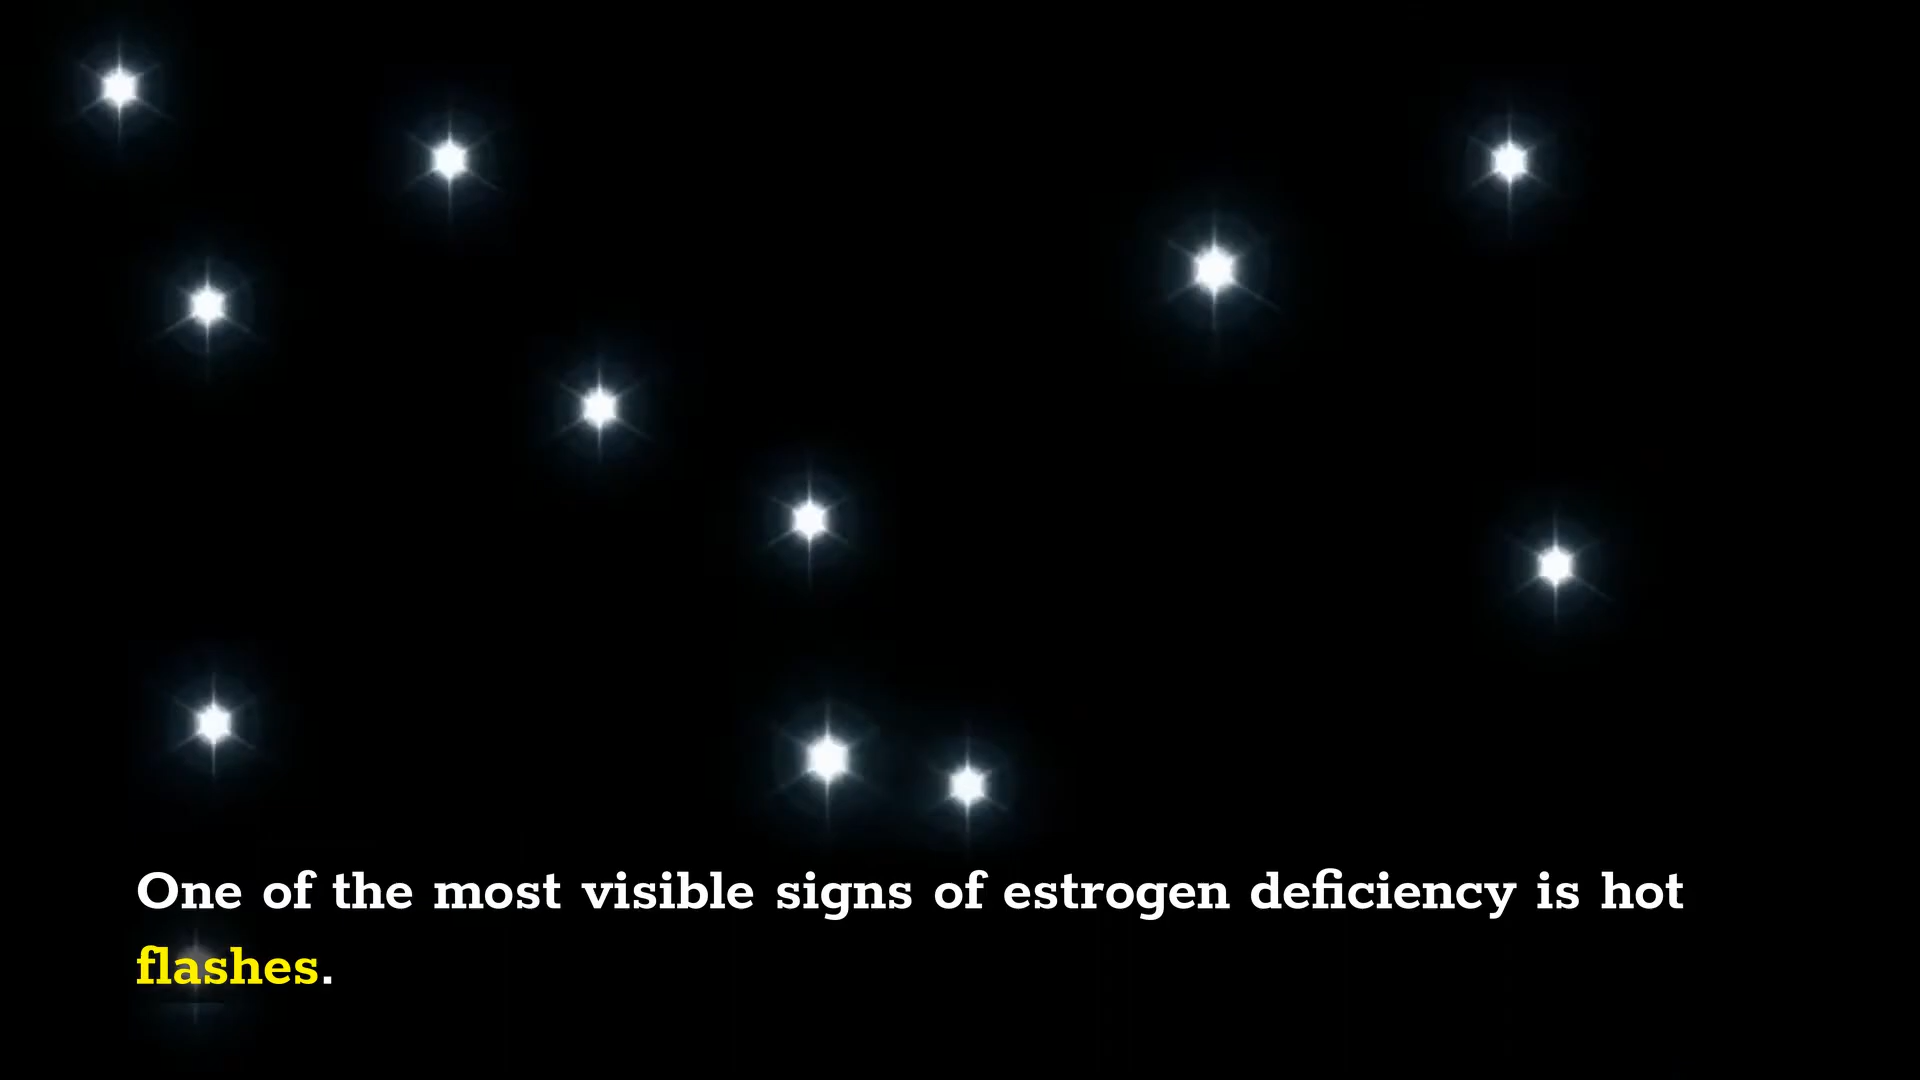 One of the most visible signs of estrogen deficiency is hot
flashes.